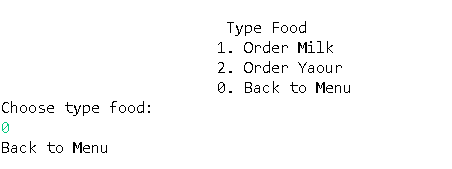 Type Food
1. Order Milk
2. Order Yaour
0. Back to Menu
Choose type food:
0
Back to Menu